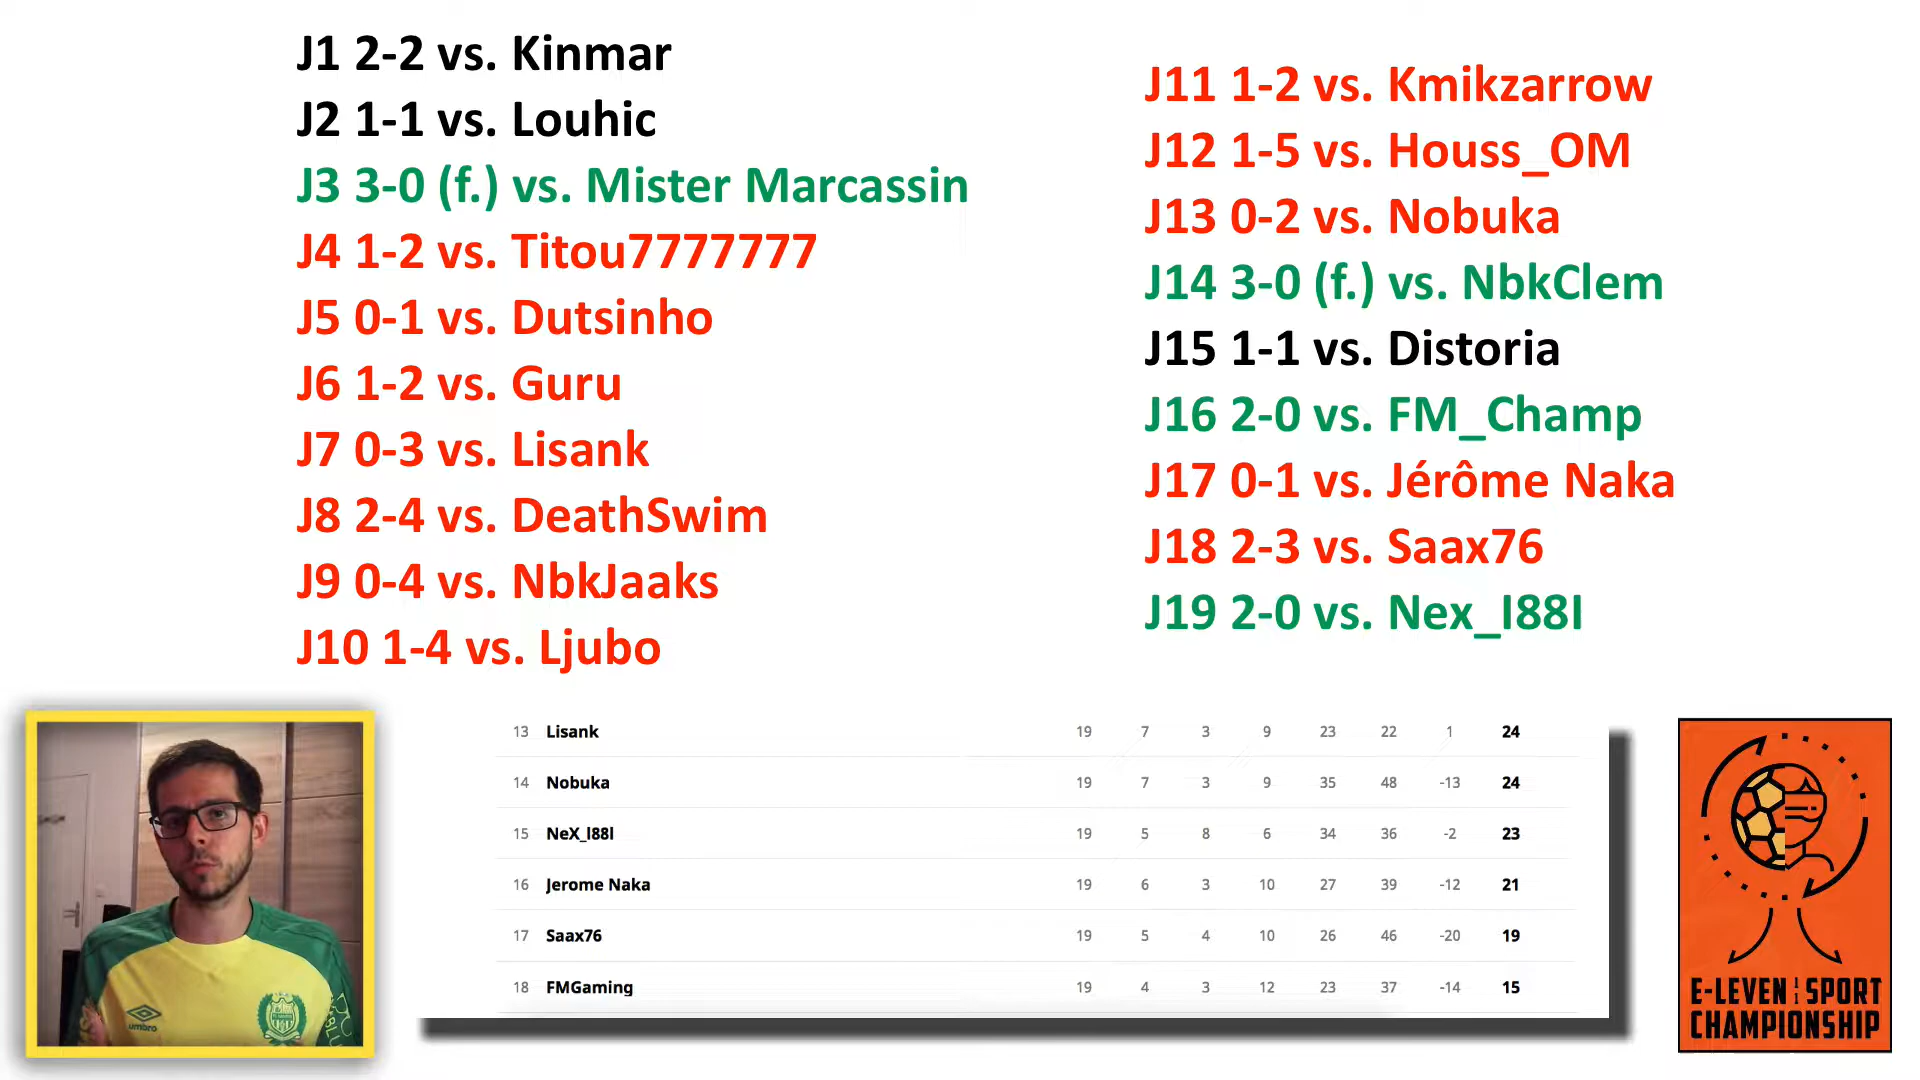 J1 2-2 vs. Kinmar
J2 1-1 vs. Louhic
J3 3-0 (f.) vs. Mister Marcassin
J4 1-2 vs. Titou7777777
J5 0-1 vs. Dutsinho
J6 1-2 vs. Guru
J7 0-3 vs. Lisank
J8 2-4 vs. DeathSwim
J9 0-4 vs. NbkJaaks
J10 1-4 vs. Ljubo
J11 1-2 vs. Kmikzarrow
J12 1-5 vs. Houss_OM
J13 0-2 vs. Nobuka
J14 3-0 (f.) vs. NbkClem
J15 1-1 vs. Distoria
J16 2-0 vs. FM_Champ
J17 0-1 vs. Jérôme Naka
J18 2-3 vs. Saax76
J19 2-0 vs. Nex_I88I
13 Lisank 19 7 3 9 23 22 1 24
14 Nobuka 19 7 3 9 35 48 -13 24
15 NeX_I88I 19 5 8 6 34 36 -2 23
16 Jerome Naka 19 6 3 10 27 39 -12 21
17 Saax76 19 5 4 10 26 46 -20 19
18 FMGaming 19 4 3 12 23 37 -14 15
umbro
E-LEVEN SPORT
CHAMPIONSHIP